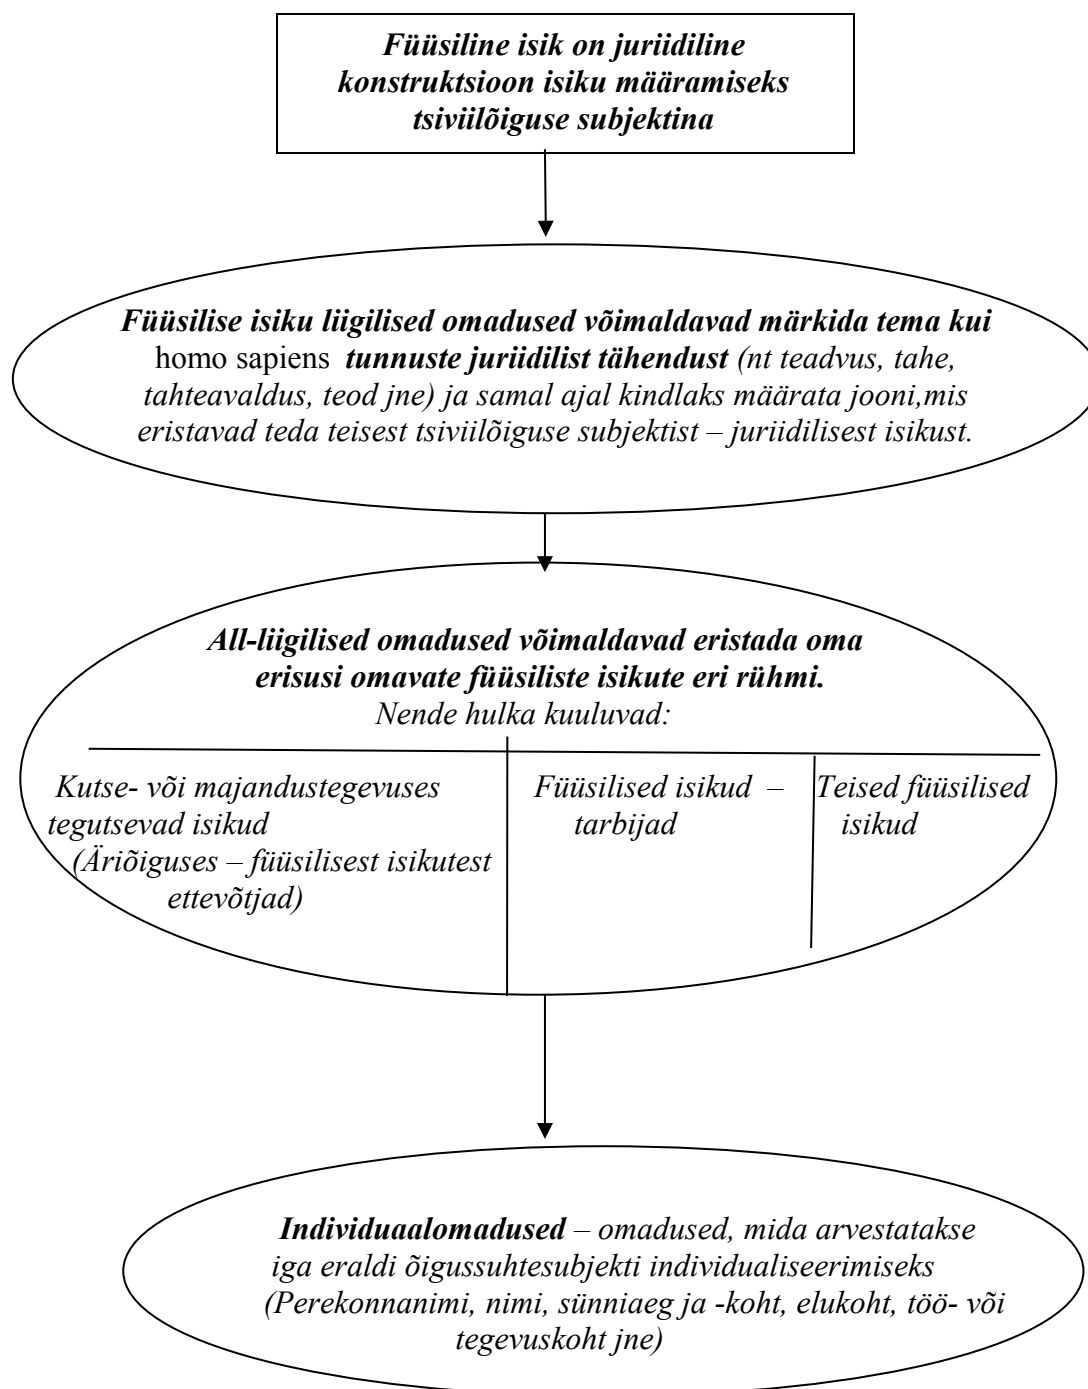 Füüsiline isik on juriidiline
konstruktsioon isiku määramiseks
tsiviilõiguse subjektina
Füüsilise isiku liigilised omadused võimaldavad märkida tema kui
homo sapiens tunnuste juriidilist tähendust (nt teadvus, tahe,
tahteavaldus, teod jne) ja samal ajal kindlaks määrata jooni,mis
eristavad teda teisest tsiviilõiguse subjektist – juriidilisest isikust.
All-liigilised omadused võimaldavad eristada oma
erisusi omavate füüsiliste isikute eri rühmi.
Nende hulka kuuluvad:
Kutse- või majandustegevuses
tegutsevad isikud
(Äriõiguses – füüsilisest isikutest
ettevõtjad)
Füüsilised isikud –
tarbijad
Teised füüsilised
isikud
Individuaalomadused – omadused, mida arvestatakse
iga eraldi õigussuhtesubjekti individualiseerimiseks
(Perekonnanimi, nimi, sünniaeg ja -koht, elukoht, töö- või
tegevuskoht jne)